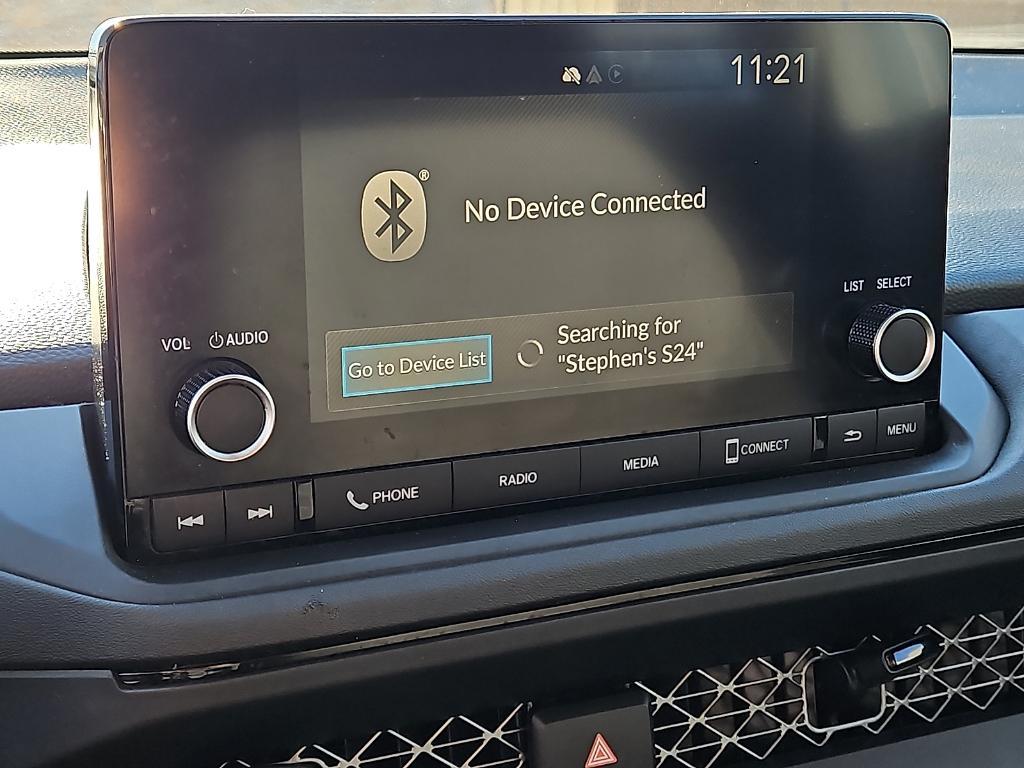 11:21
®
No Device Connected
LIST SELECT
VOL AUDIO
Go to Device List
Searching for
"Stephen's S24"
PHONE
RADIO
MEDIA
CONNECT
MENU